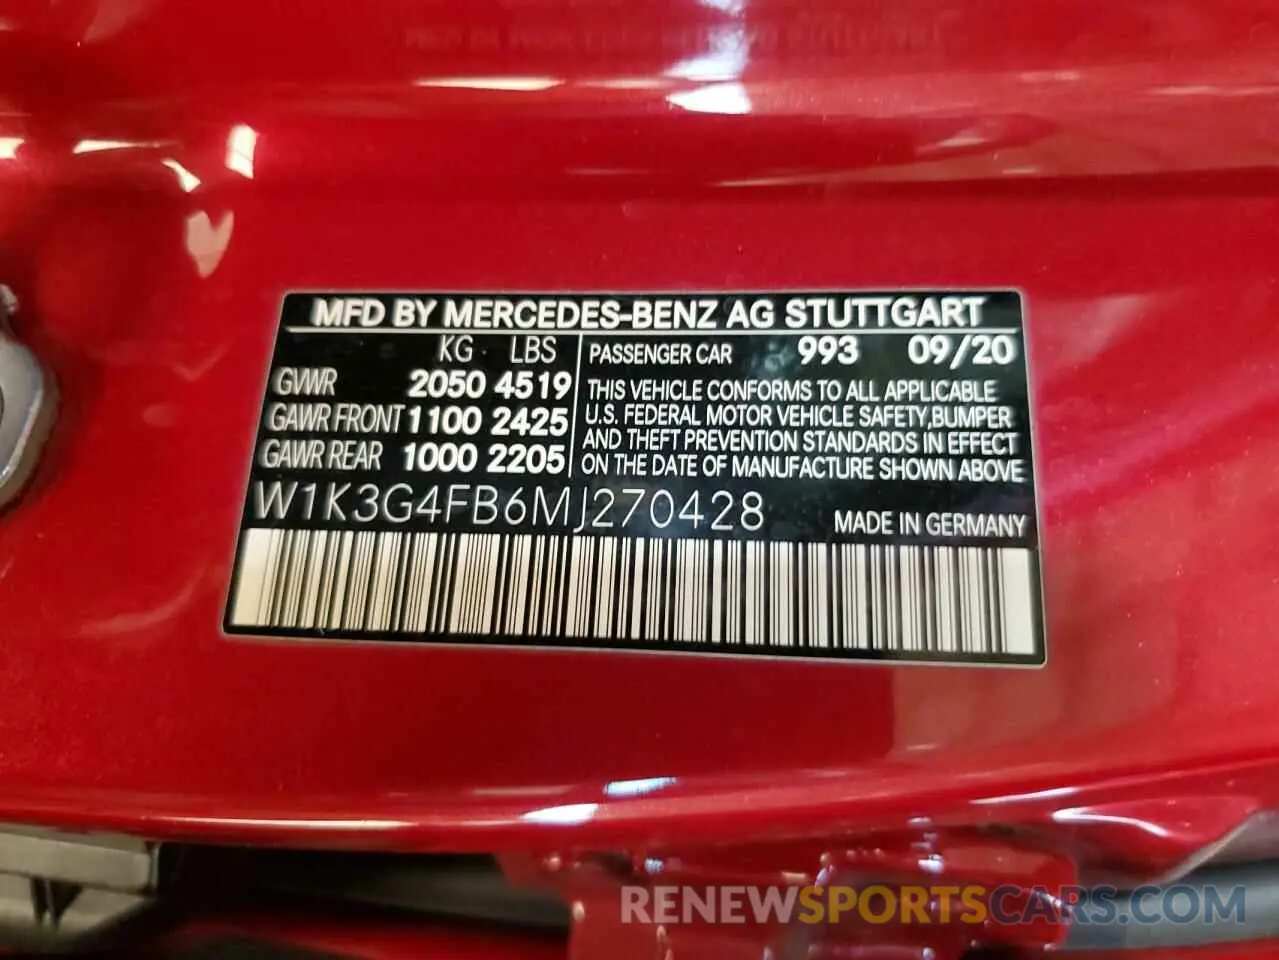 MFD BY MERCEDES-BENZ AG STUTTGART
KG LBS
GVWR 2050 4519
GAWR FRONT 1100 2425
GAWR REAR 1000 2205
PASSENGER CAR 993 09/20
THIS VEHICLE CONFORMS TO ALL APPLICABLE
U.S. FEDERAL MOTOR VEHICLE SAFETY,BUMPER
AND THEFT PREVENTION STANDARDS IN EFFECT
ON THE DATE OF MANUFACTURE SHOWN ABOVE
W1K3G4FB6MJ270428 MADE IN GERMANY
RENEWSPORTSCARS.COM